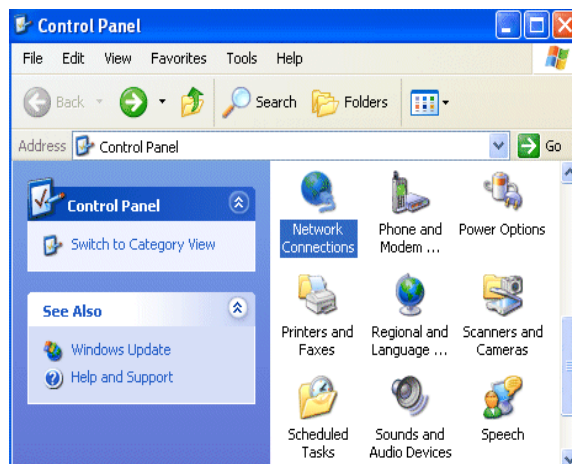 Control Panel
File Edit View Favorites Tools Help
Back Search Folders
Address Control Panel Go
Control Panel
Switch to Category View
See Also
Windows Update
Help and Support
Network
Connections
Phone and
Modem ...
Power Options
Printers and
Faxes
Regional and
Language ...
Scanners and
Cameras
Scheduled
Tasks
Sounds and
Audio Devices
Speech